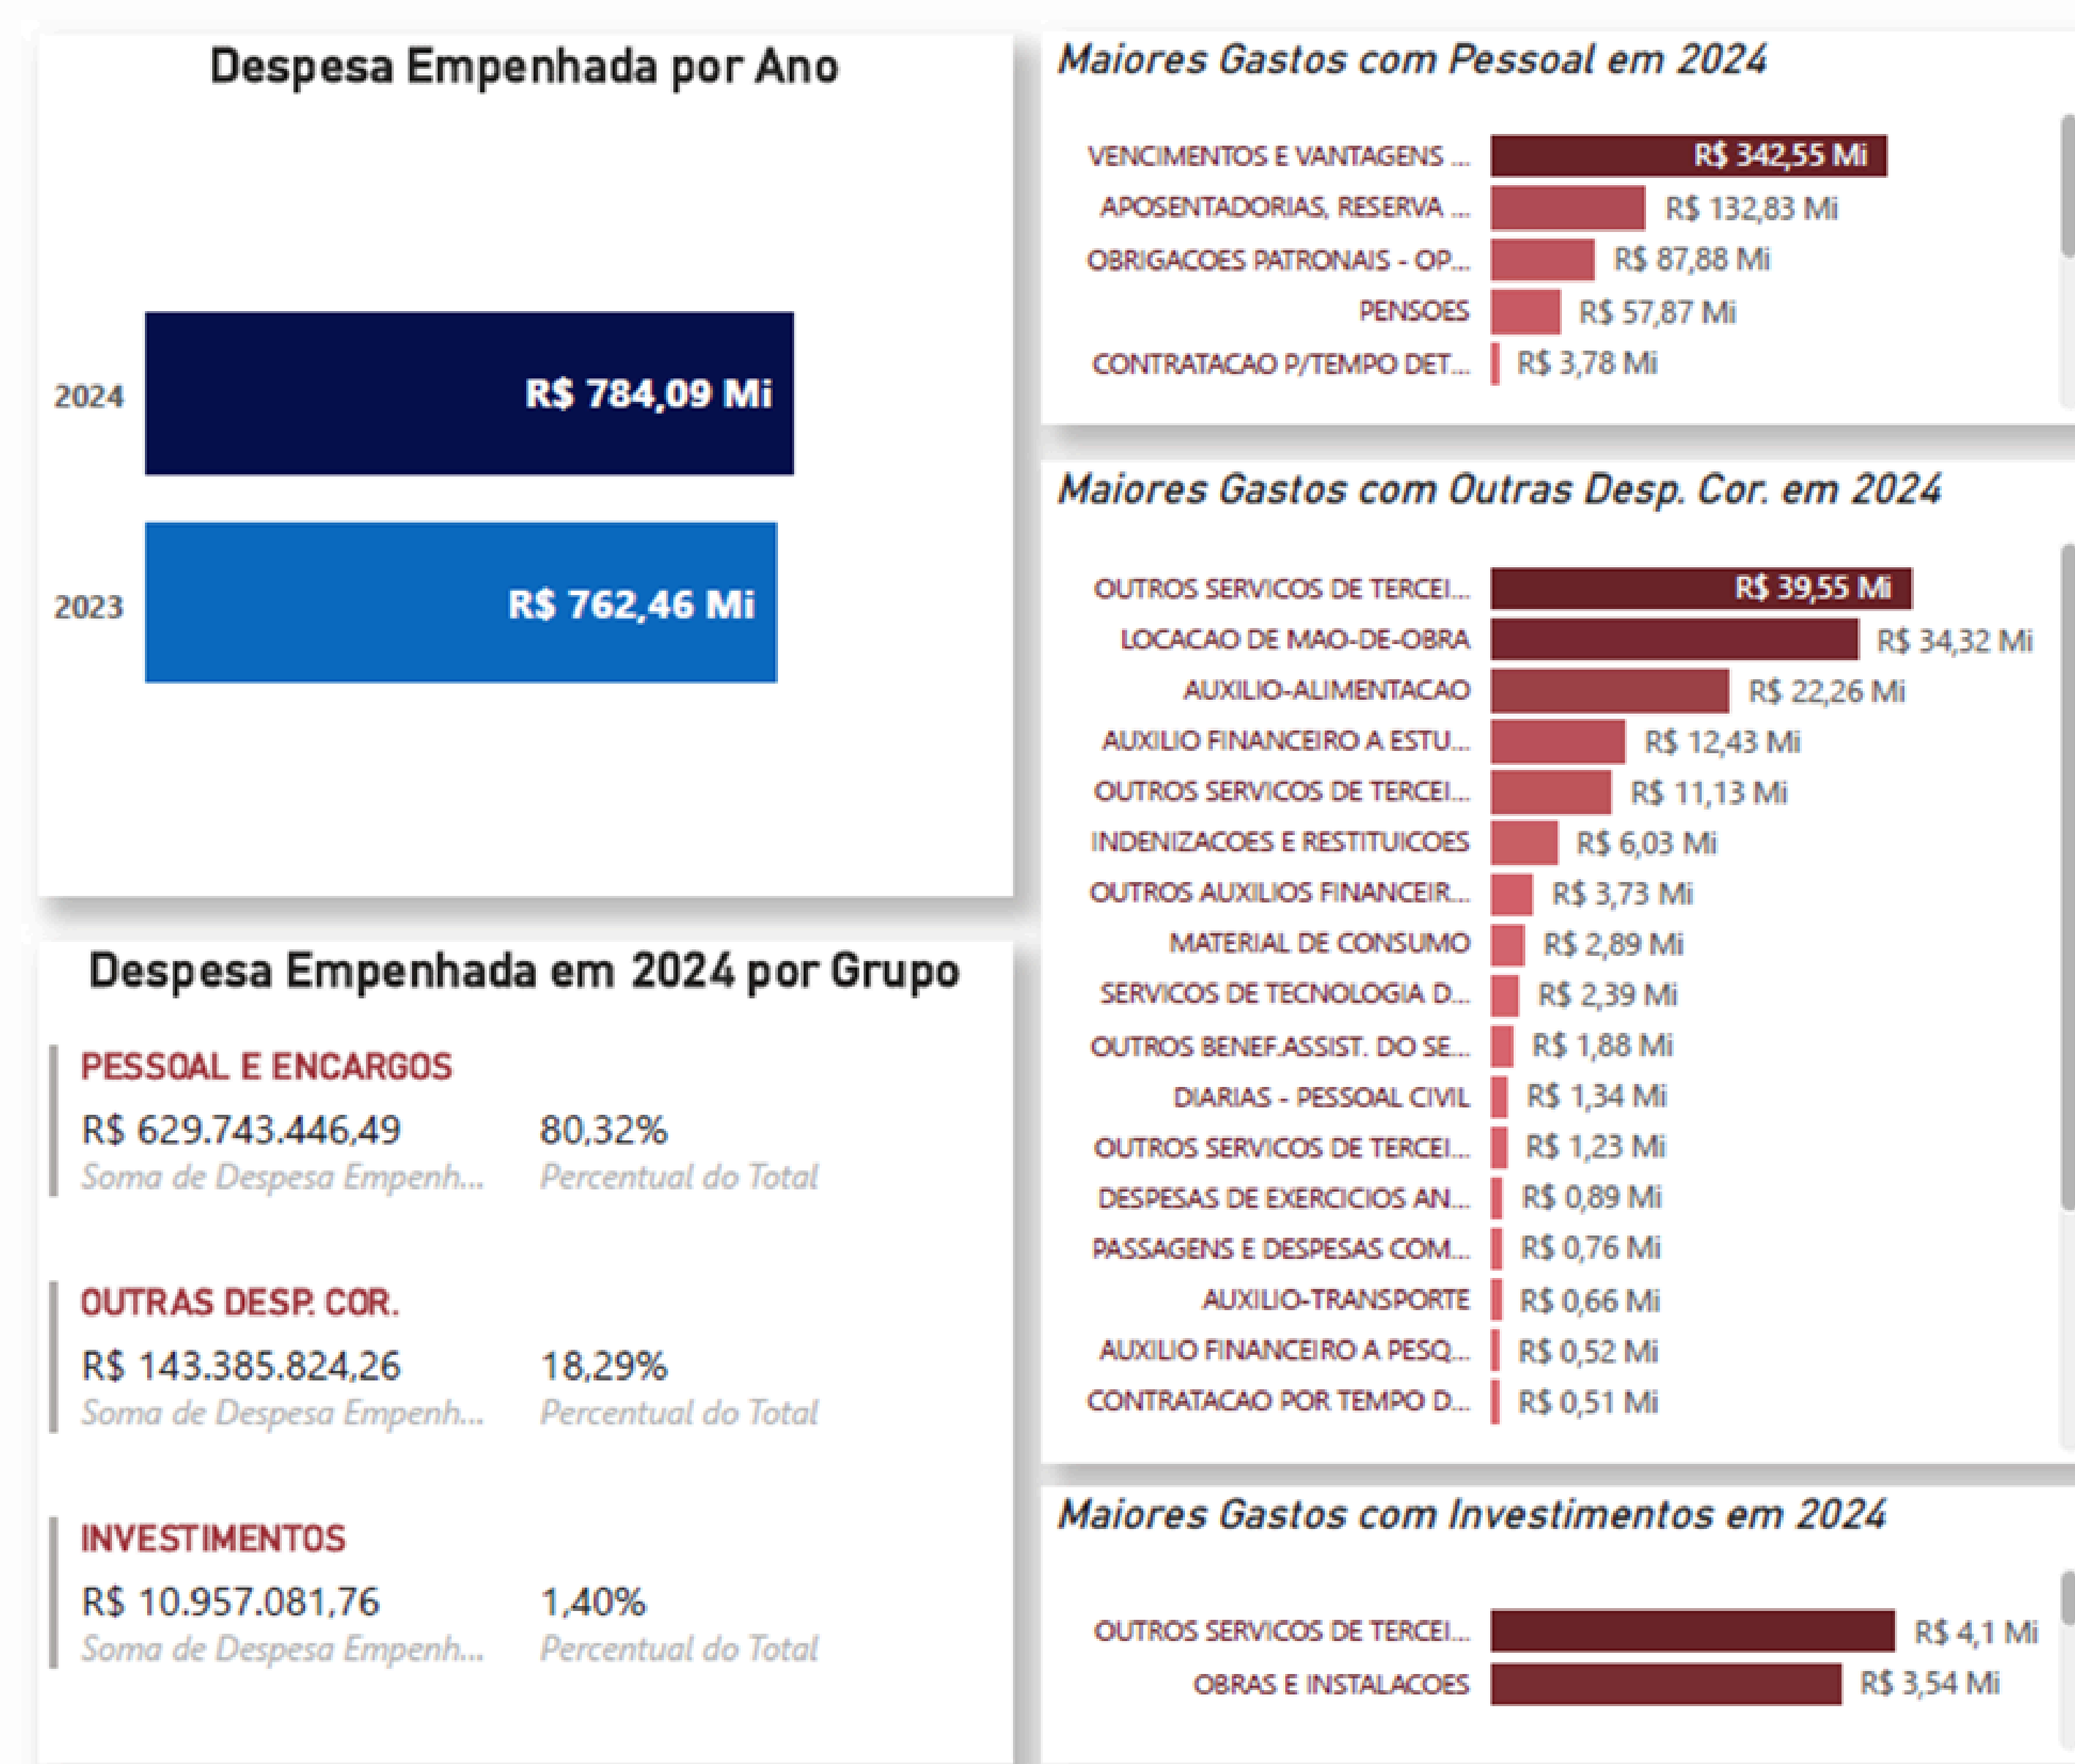 Despesa Empenhada por Ano
2024 R$ 784,09 Mi
2023 R$ 762,46 Mi
Despesa Empenhada em 2024 por Grupo
PESSOAL E ENCARGOS
R$ 629.743.446,49 80,32%
Soma de Despesa Empenh... Percentual do Total
OUTRAS DESP. COR.
R$ 143.385.824,26 18,29%
Soma de Despesa Empenh... Percentual do Total
INVESTIMENTOS
R$ 10.957.081,76 1,40%
Soma de Despesa Empenh... Percentual do Total
Maiores Gastos com Pessoal em 2024
VENCIMENTOS E VANTAGENS ... R$ 342,55 Mi
APOSENTADORIAS, RESERVA ... R$ 132,83 Mi
OBRIGACOES PATRONAIS - OP... R$ 87,88 Mi
PENSOES R$ 57,87 Mi
CONTRATACAO P/TEMPO DET... R$ 3,78 Mi
Maiores Gastos com Outras Desp. Cor. em 2024
OUTROS SERVICOS DE TERCEI... R$ 39,55 Mi
LOCACAO DE MAO-DE-OBRA R$ 34,32 Mi
AUXILIO-ALIMENTACAO R$ 22,26 Mi
AUXILIO FINANCEIRO A ESTU... R$ 12,43 Mi
OUTROS SERVICOS DE TERCEI... R$ 11,13 Mi
INDENIZACOES E RESTITUICOES R$ 6,03 Mi
OUTROS AUXILIOS FINANCEIR... R$ 3,73 Mi
MATERIAL DE CONSUMO R$ 2,89 Mi
SERVICOS DE TECNOLOGIA D... R$ 2,39 Mi
OUTROS BENEF.ASSIST. DO SE... R$ 1,88 Mi
DIARIAS - PESSOAL CIVIL R$ 1,34 Mi
OUTROS SERVICOS DE TERCEI... R$ 1,23 Mi
DESPESAS DE EXERCICIOS AN... R$ 0,89 Mi
PASSAGENS E DESPESAS COM... R$ 0,76 Mi
AUXILIO-TRANSPORTE R$ 0,66 Mi
AUXILIO FINANCEIRO A PESQ... R$ 0,52 Mi
CONTRATACAO POR TEMPO D... R$ 0,51 Mi
Maiores Gastos com Investimentos em 2024
OUTROS SERVICOS DE TERCEI... R$ 4,1 Mi
OBRAS E INSTALACOES R$ 3,54 Mi